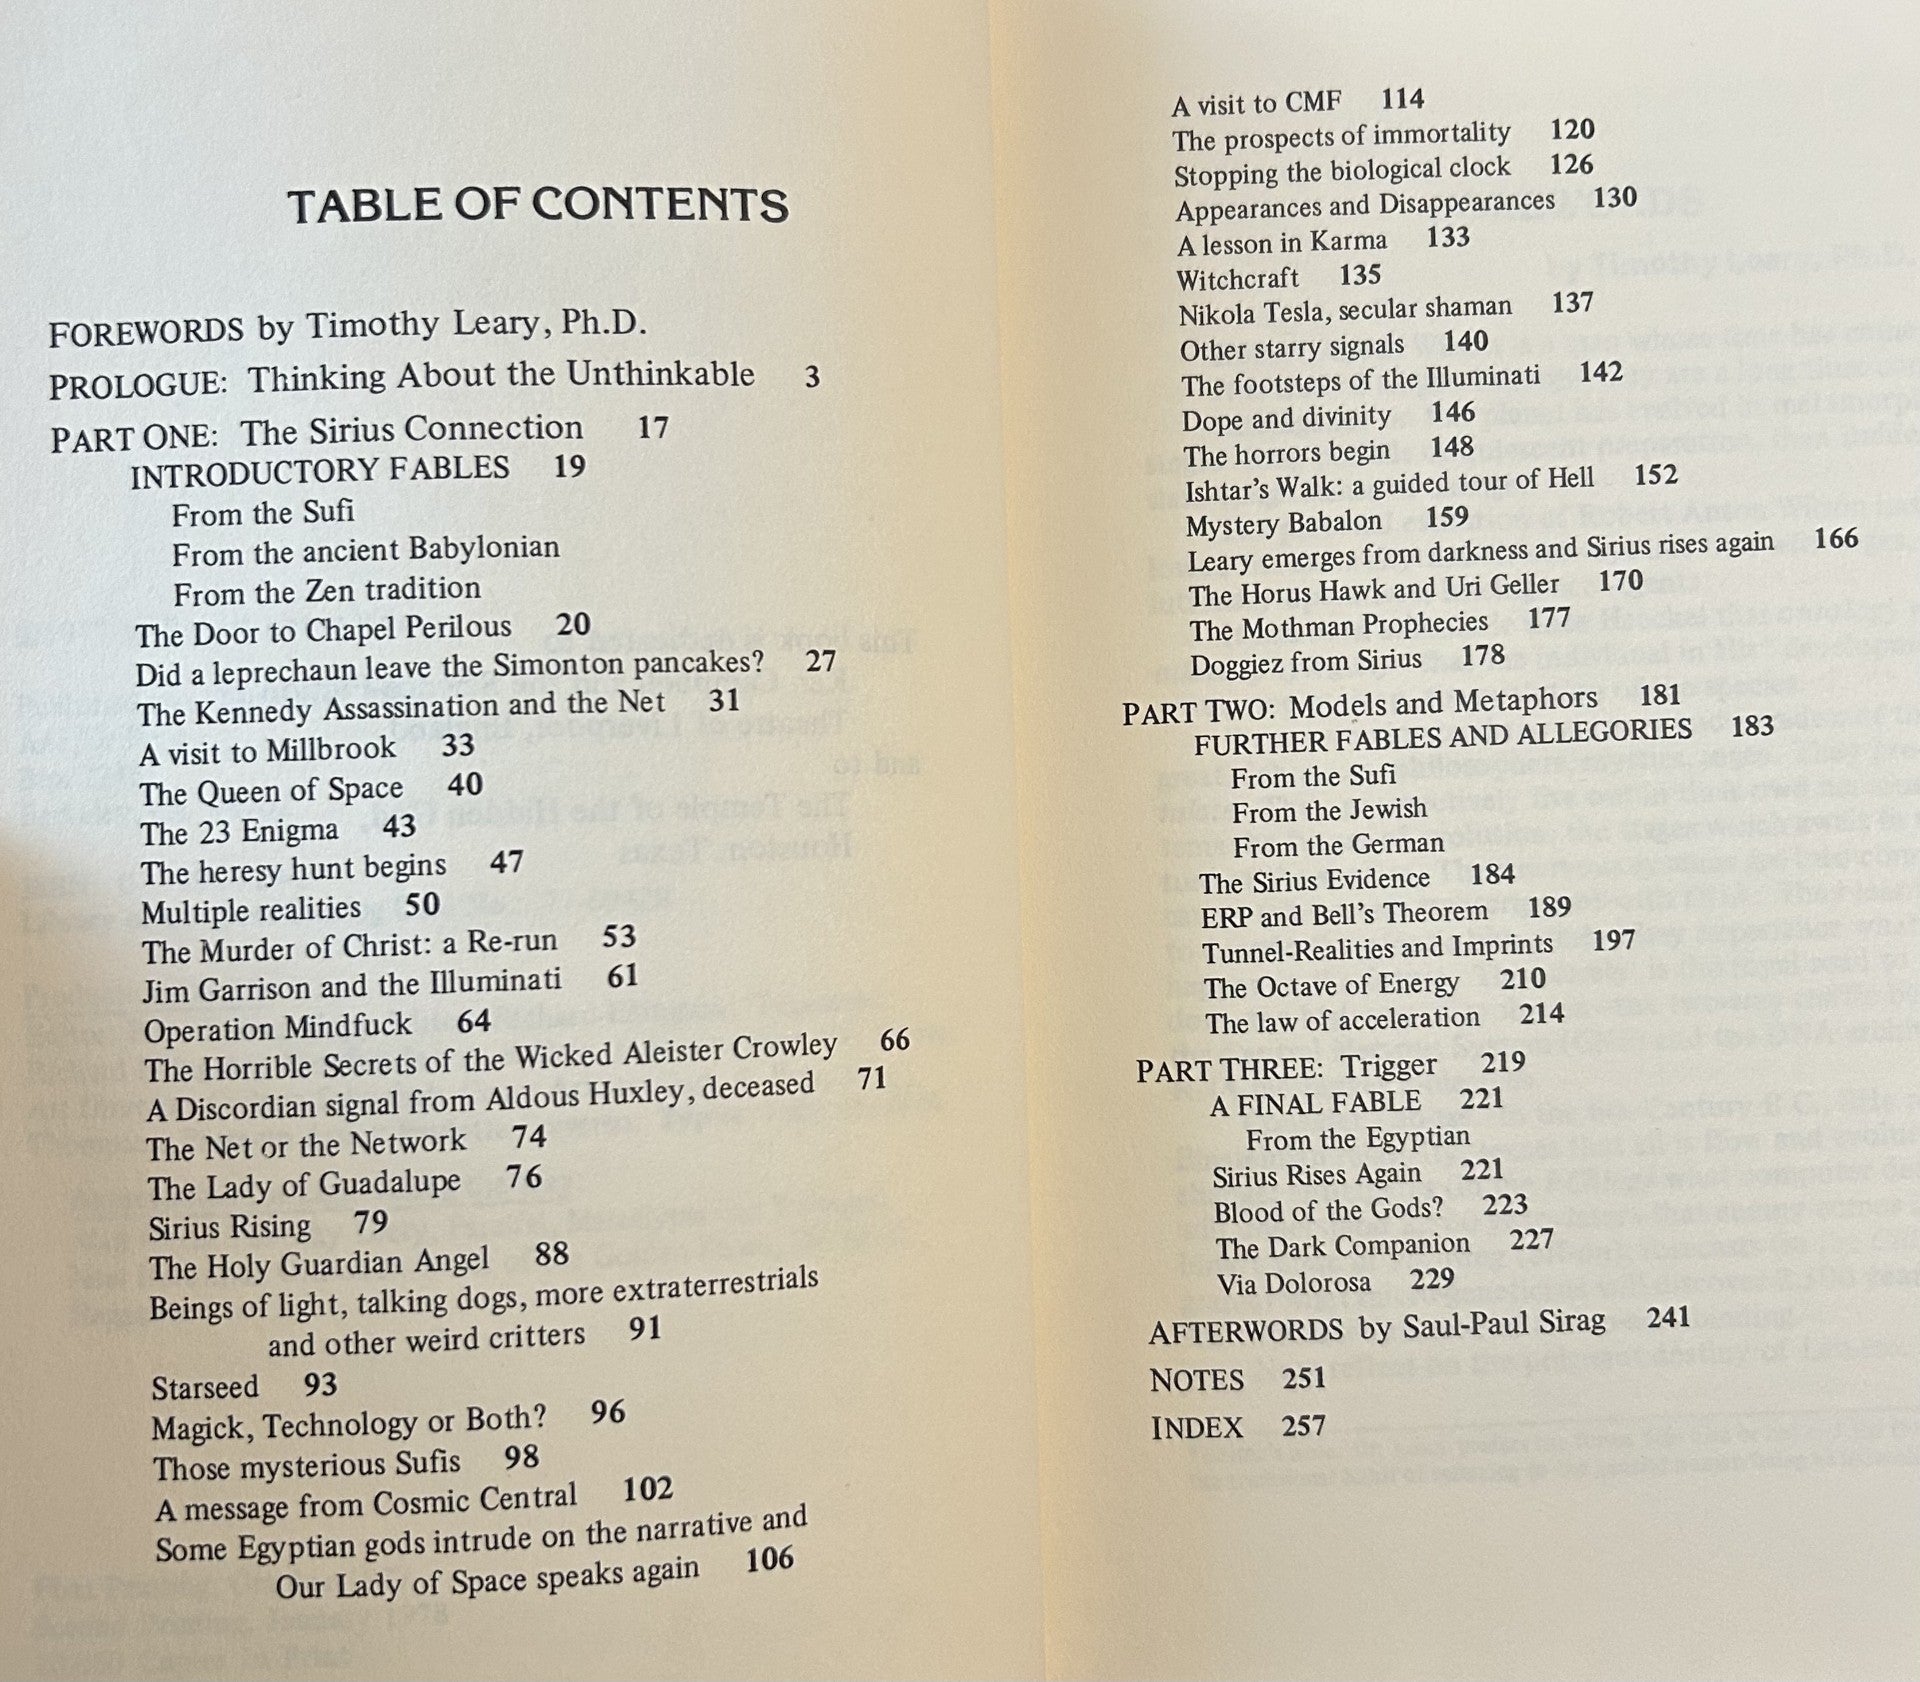 TABLE OF CONTENTS
FOREWORDS by Timothy Leary, Ph.D.
PROLOGUE: Thinking About the Unthinkable 3
PART ONE: The Sirius Connection 17
INTRODUCTORY FABLES 19
From the Sufi
From the ancient Babylonian
From the Zen tradition
The Door to Chapel Perilous 20
Did a leprechaun leave the Simonton pancakes? 27
The Kennedy Assassination and the Net 31
A visit to Millbrook 33
The Queen of Space 40
The 23 Enigma 43
The heresy hunt begins 47
Multiple realities 50
The Murder of Christ: a Re-run 53
Jim Garrison and the Illuminati 61
Operation Mindfuck 64
The Horrible Secrets of the Wicked Aleister Crowley 66
A Discordian signal from Aldous Huxley, deceased 71
The Net or the Network 74
The Lady of Guadalupe 76
Sirius Rising 79
The Holy Guardian Angel 88
Beings of light, talking dogs, more extraterrestrials
and other weird critters 91
Starseed 93
Magick, Technology or Both? 96
Those mysterious Sufis 98
A message from Cosmic Central 102
Some Egyptian gods intrude on the narrative and
Our Lady of Space speaks again 106
A visit to CMF 114
The prospects of immortality 120
Stopping the biological clock 126
Appearances and Disappearances 130
A lesson in Karma 133
Witchcraft 135
Nikola Tesla, secular shaman 137
Other starry signals 140
The footsteps of the Illuminati 142
Dope and divinity 146
The horrors begin 148
Ishtar's Walk: a guided tour of Hell 152
Mystery Babalon 159
Leary emerges from darkness and Sirius rises again 166
The Horus Hawk and Uri Geller 170
The Mothman Prophecies 177
Doggiez from Sirius 178
PART TWO: Models and Metaphors 181
FURTHER FABLES AND ALLEGORIES 183
From the Sufi
From the Jewish
From the German
The Sirius Evidence 184
ERP and Bell's Theorem 189
Tunnel-Realities and Imprints 197
The Octave of Energy 210
The law of acceleration 214
PART THREE: Trigger 219
A FINAL FABLE 221
From the Egyptian
Sirius Rises Again 221
Blood of the Gods? 223
The Dark Companion 227
Via Dolorosa 229
AFTERWORDS by Saul-Paul Sirag 241
NOTES 251
INDEX 257